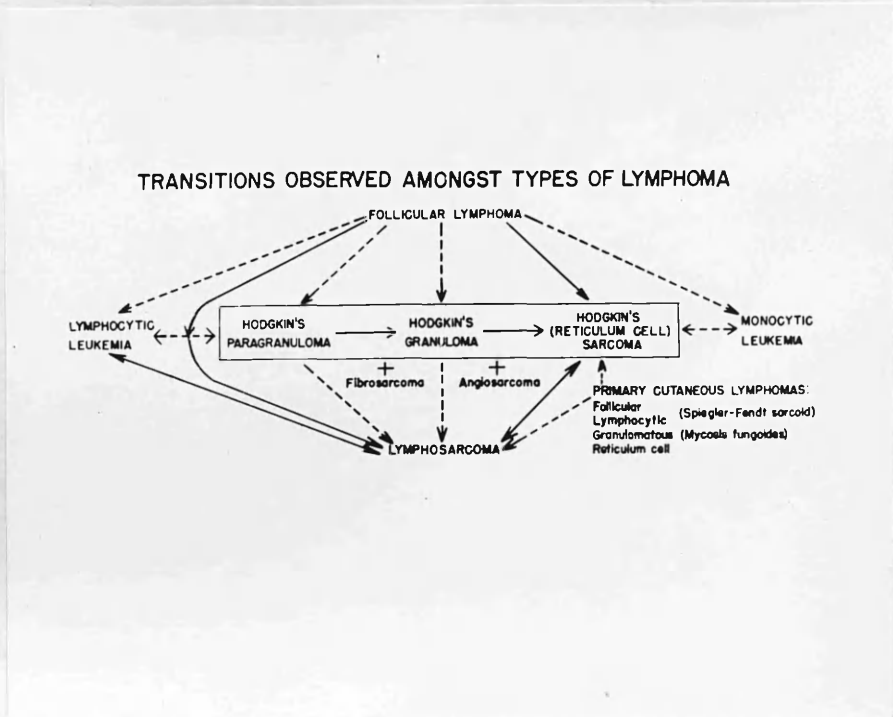 TRANSITIONS OBSERVED AMONGST TYPES OF LYMPHOMA
FOLLICULAR LYMPHOMA
LYMPHOCYTIC
LEUKEMIA
HODGKIN'S
PARAGRANULOMA
HODGKIN'S
GRANULOMA
HODGKIN'S
(RETICULUM CELL)
SARCOMA
MONOCYTIC
LEUKEMIA
+
Fibrosarcoma
+
Angiosarcoma
LYMPHOSARCOMA
PRIMARY CUTANEOUS LYMPHOMAS:
Follicular
Lymphocytic (Spiegler-Fendt sarcoid)
Granulomatous (Mycosis fungoides)
Reticulum cell